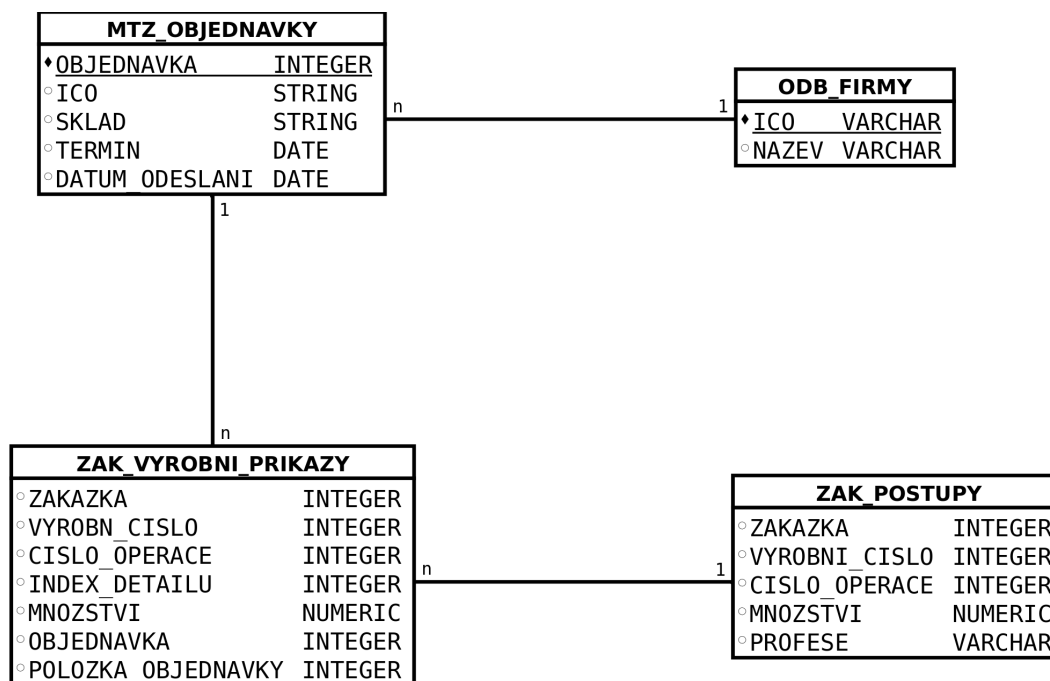 MTZ_OBJEDNAVKY
OBJEDNAVKA INTEGER
ICO STRING
SKLAD STRING
TERMIN DATE
DATUM_ODESLANI DATE
n 1
ODB_FIRMY
ICO VARCHAR
NAZEV VARCHAR
1
n
ZAK_VYROBNI_PRIKAZY
ZAKAZKA INTEGER
VYROBN_CISLO INTEGER
CISLO_OPERACE INTEGER
INDEX_DETAILU INTEGER
MNOZSTVI NUMERIC
OBJEDNAVKA INTEGER
POLOZKA_OBJEDNAVKY INTEGER
n 1
ZAK_POSTUPY
ZAKAZKA INTEGER
VYROBNI_CISLO INTEGER
CISLO_OPERACE INTEGER
MNOZSTVI NUMERIC
PROFESE VARCHAR